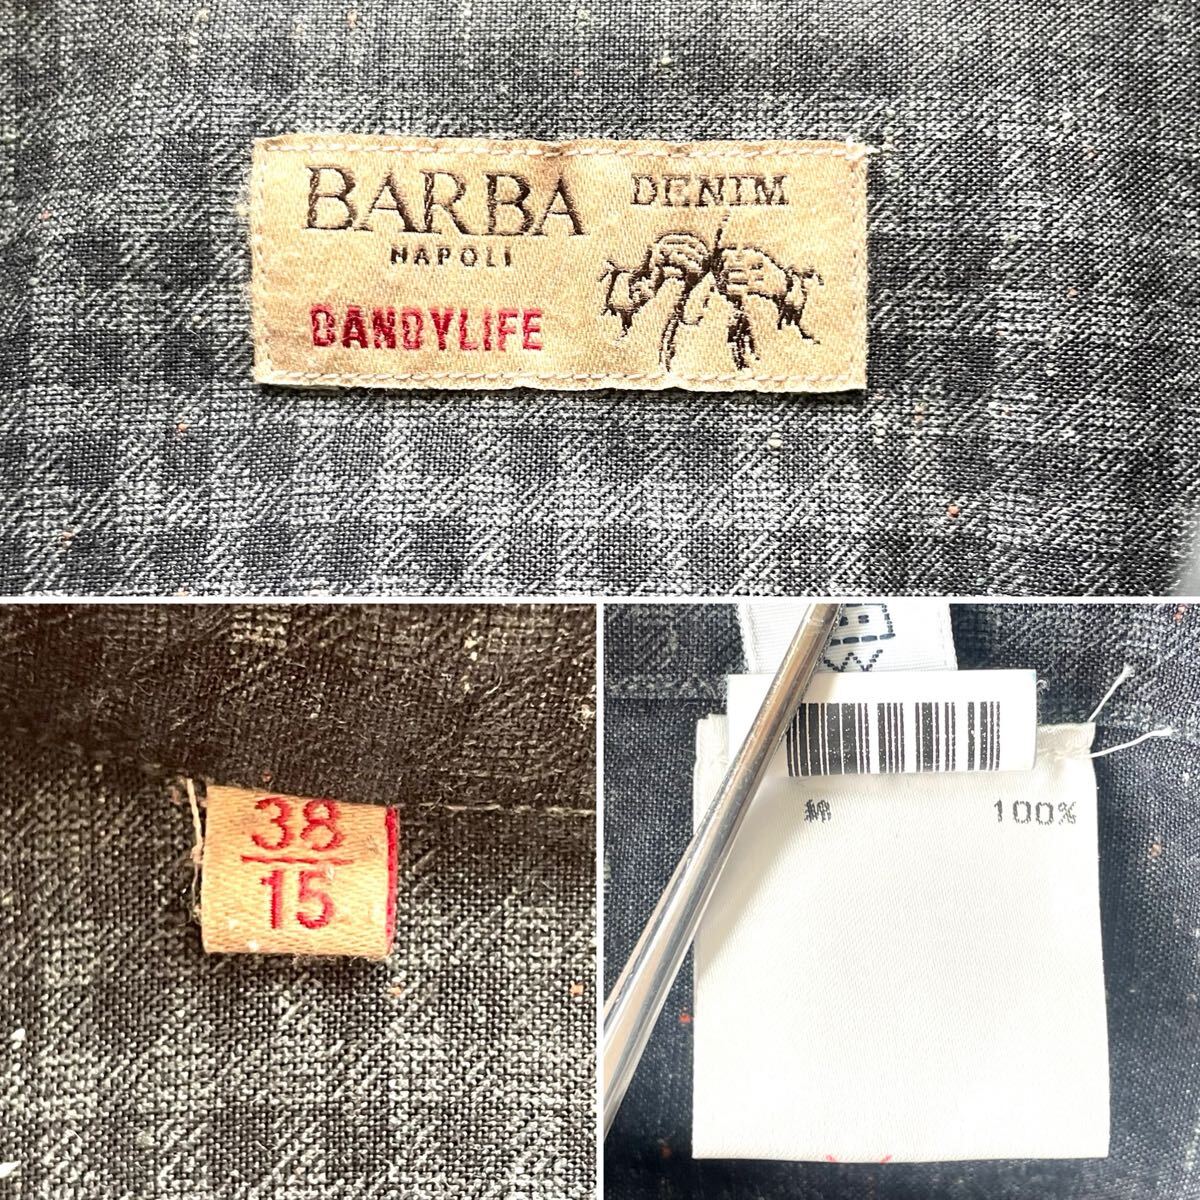 BARBA
NAPOLI
DENIM
DANDYLIFE
38
15
B
W
綿 100%